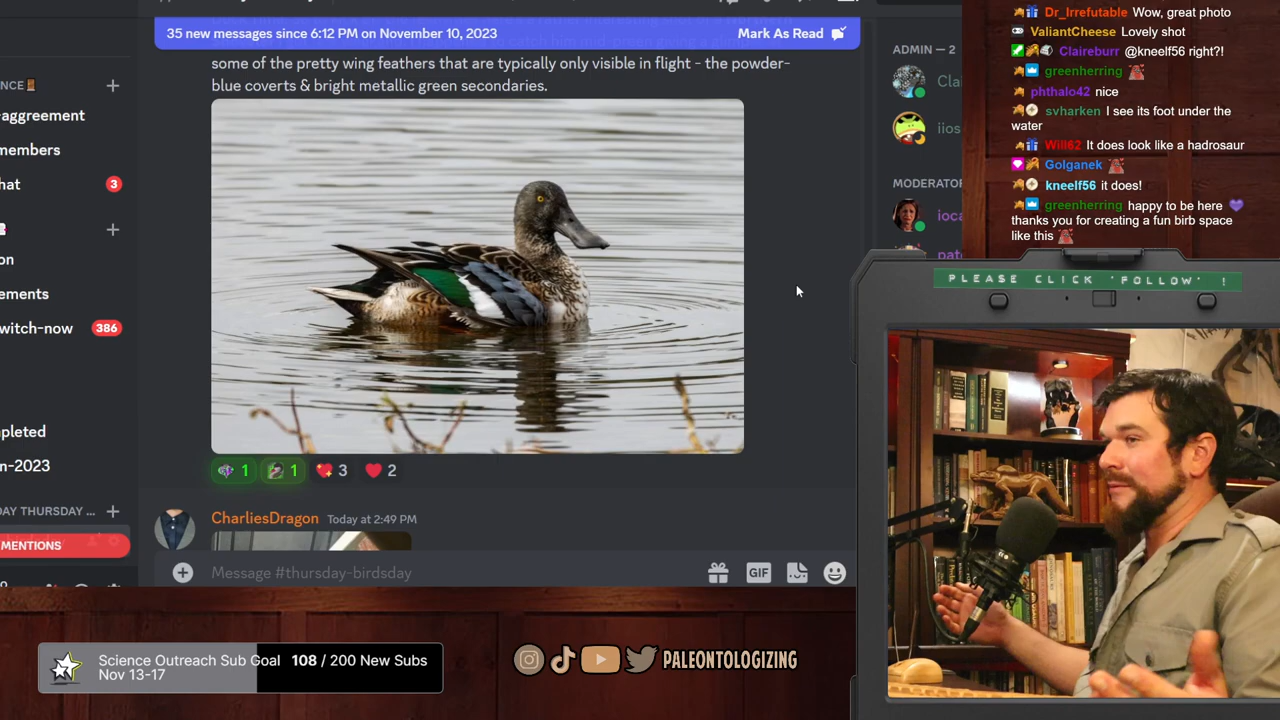 35 new messages since 6:12 PM on November 10, 2023
Mark As Read
some of the pretty wing feathers that are typically only visible in flight - the powder-
blue coverts & bright metallic green secondaries.
NCE
-aggreement
members
hat
3
on
ements
witch-now
386
pleted
n-2023
DAY THURSDAY ...
MENTIONS
1
1
3
2
CharliesDragon Today at 2:49 PM
Message #thursday-birdsday
GIF
ADMIN — 2
Clai
iios
MODERATOR
ioca
pate
Dr_Irrefutable Wow, great photo
ValiantCheese Lovely shot
Claireburr @kneelf56 right?!
greenherring
phthalo42 nice
svharken I see its foot under the
water
Will62 It does look like a hadrosaur
Golganek
kneelf56 it does!
greenherring happy to be here
thanks you for creating a fun birb space
like this
PLEASE CLICK 'FOLLOW' !
Science Outreach Sub Goal 108 / 200 New Subs
Nov 13-17
PALEONTOLOGIZING